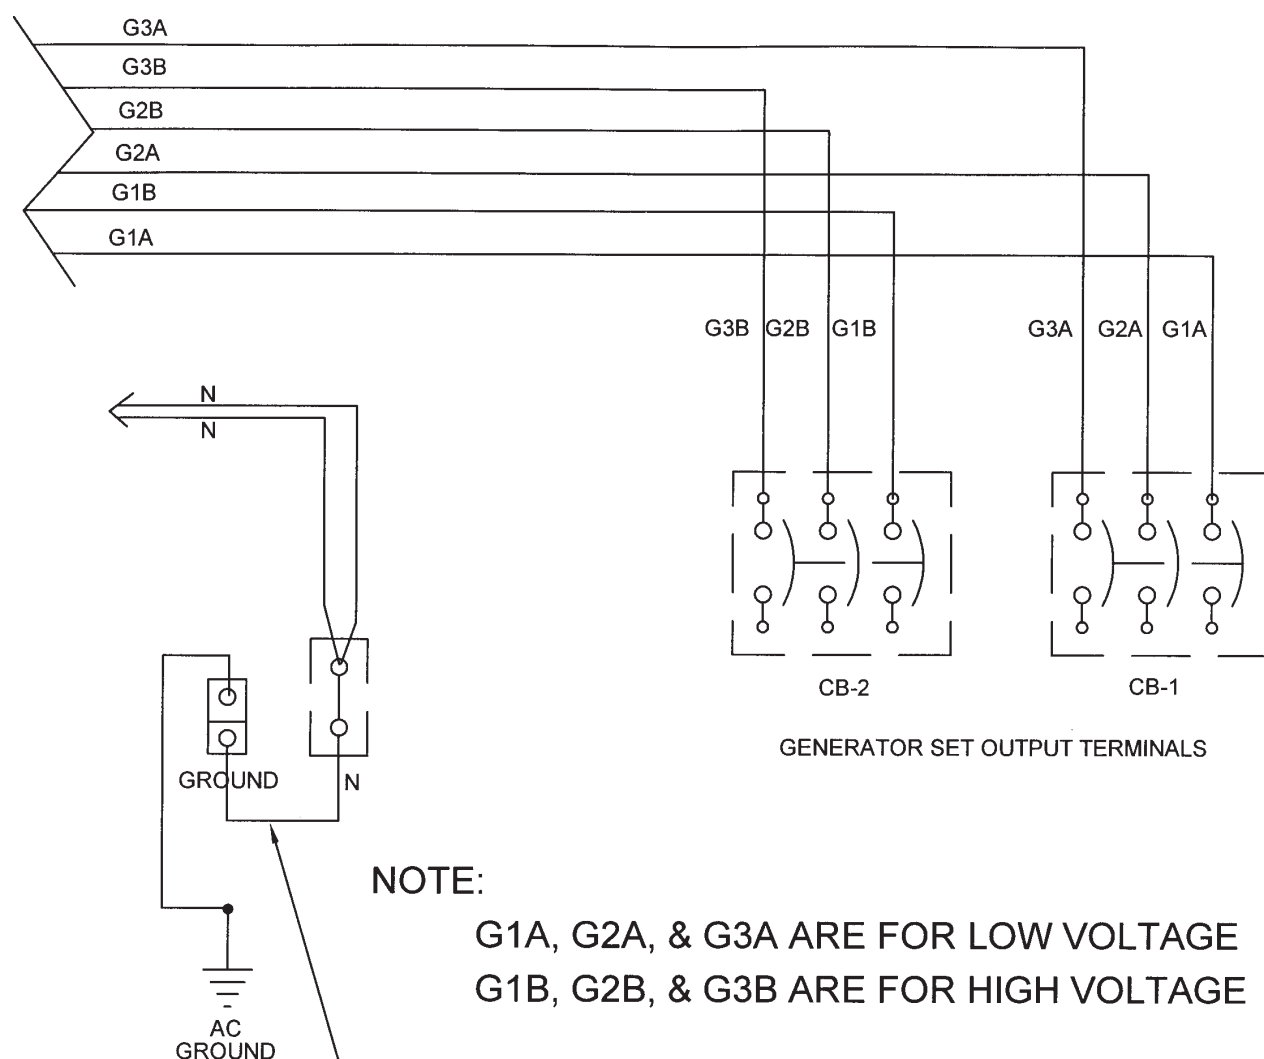 G3A
G3B
G2B
G2A
G1B
G1A
G3B G2B G1B G3A G2A G1A
N
N
CB-2 CB-1
GENERATOR SET OUTPUT TERMINALS
GROUND N
NOTE:
G1A, G2A, & G3A ARE FOR LOW VOLTAGE
G1B, G2B, & G3B ARE FOR HIGH VOLTAGE
AC
GROUND